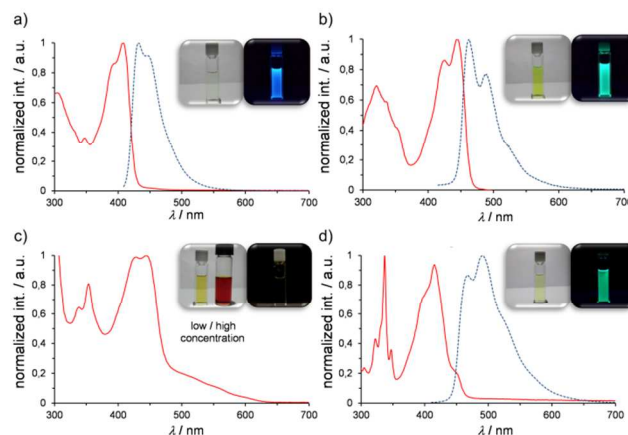 a)
b)
normalized int. / a.u.
1
0,8
0,6
0,4
0,2
0
300 400 500 600 700
λ / nm
normalized int. / a.u.
1
0,8
0,6
0,4
0,2
0
300 400 500 600 700
λ / nm
c)
d)
normalized int. / a.u.
1
0,8
0,6
0,4
0,2
0
300 400 500 600 700
λ / nm
low / high
concentration
normalized int. / a.u.
1
0,8
0,6
0,4
0,2
0
300 400 500 600 700
λ / nm